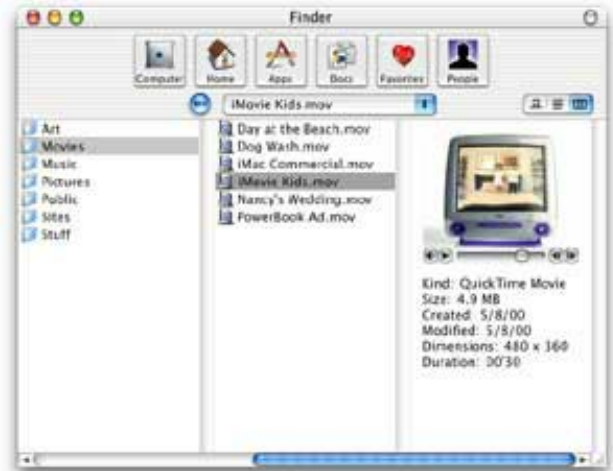 Finder
Computer Home Apps Docs Favorites People
iMovie Kids.mov
Art
Movies
Music
Pictures
Public
Sites
Stuff
Day at the Beach.mov
Dog Wash.mov
iMac Commercial.mov
iMovie Kids.mov
Nancy's Wedding.mov
PowerBook Ad.mov
Kind: QuickTime Movie
Size: 4.9 MB
Created: 5/8/00
Modified: 5/8/00
Dimensions: 480 x 360
Duration: 00'30